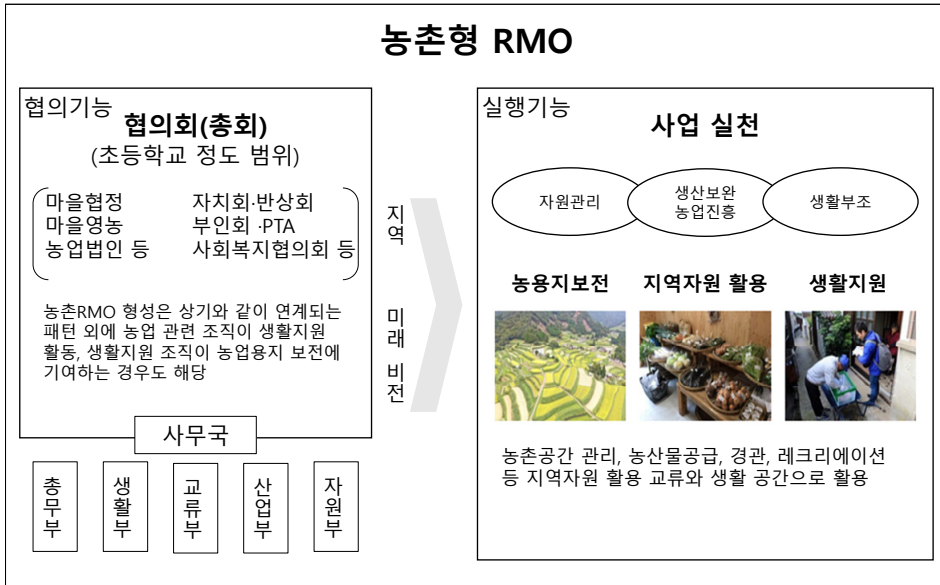 농촌형 RMO
협의기능
협의회(총회)
(초등학교 정도 범위)
마을협정
마을영농
농업법인 등
자치회·반상회
부인회 ·PTA
사회복지협의회 등
농촌RMO 형성은 상기와 같이 연계되는
패턴 외에 농업 관련 조직이 생활지원
활동, 생활지원 조직이 농업용지 보전에
기여하는 경우도 해당
사무국
총무부
생활부
교류부
산업부
자원부
지역
미래 비전
실행기능
사업 실천
자원관리
생산보완
농업진흥
생활부조
농용지보전
지역자원 활용
생활지원
농촌공간 관리, 농산물공급, 경관, 레크리에이션
등 지역자원 활용 교류와 생활 공간으로 활용